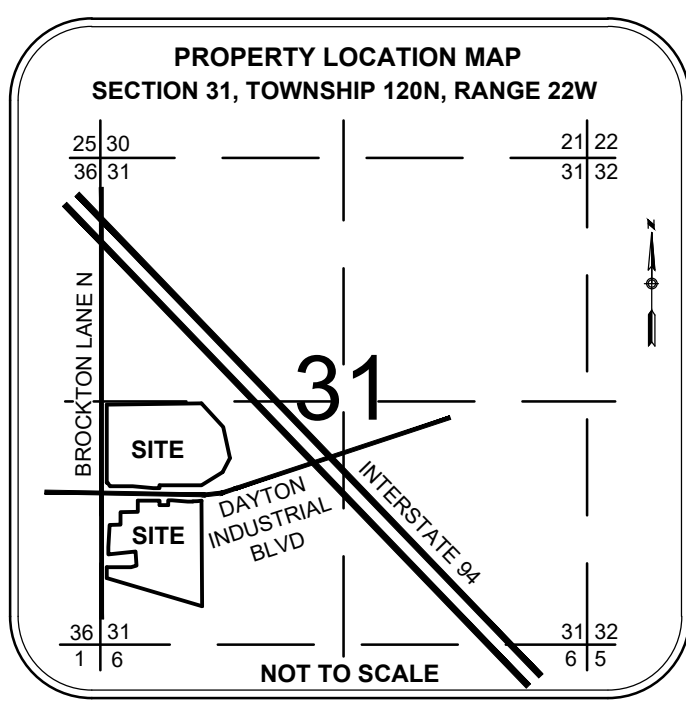 PROPERTY LOCATION MAP
SECTION 31, TOWNSHIP 120N, RANGE 22W
25 30
36 31
21 22
31 32
N
BROCKTON LANE N
31
SITE
SITE
DAYTON
INDUSTRIAL
BLVD
INTERSTATE 94
36 31
1 6
31 32
6 5
NOT TO SCALE